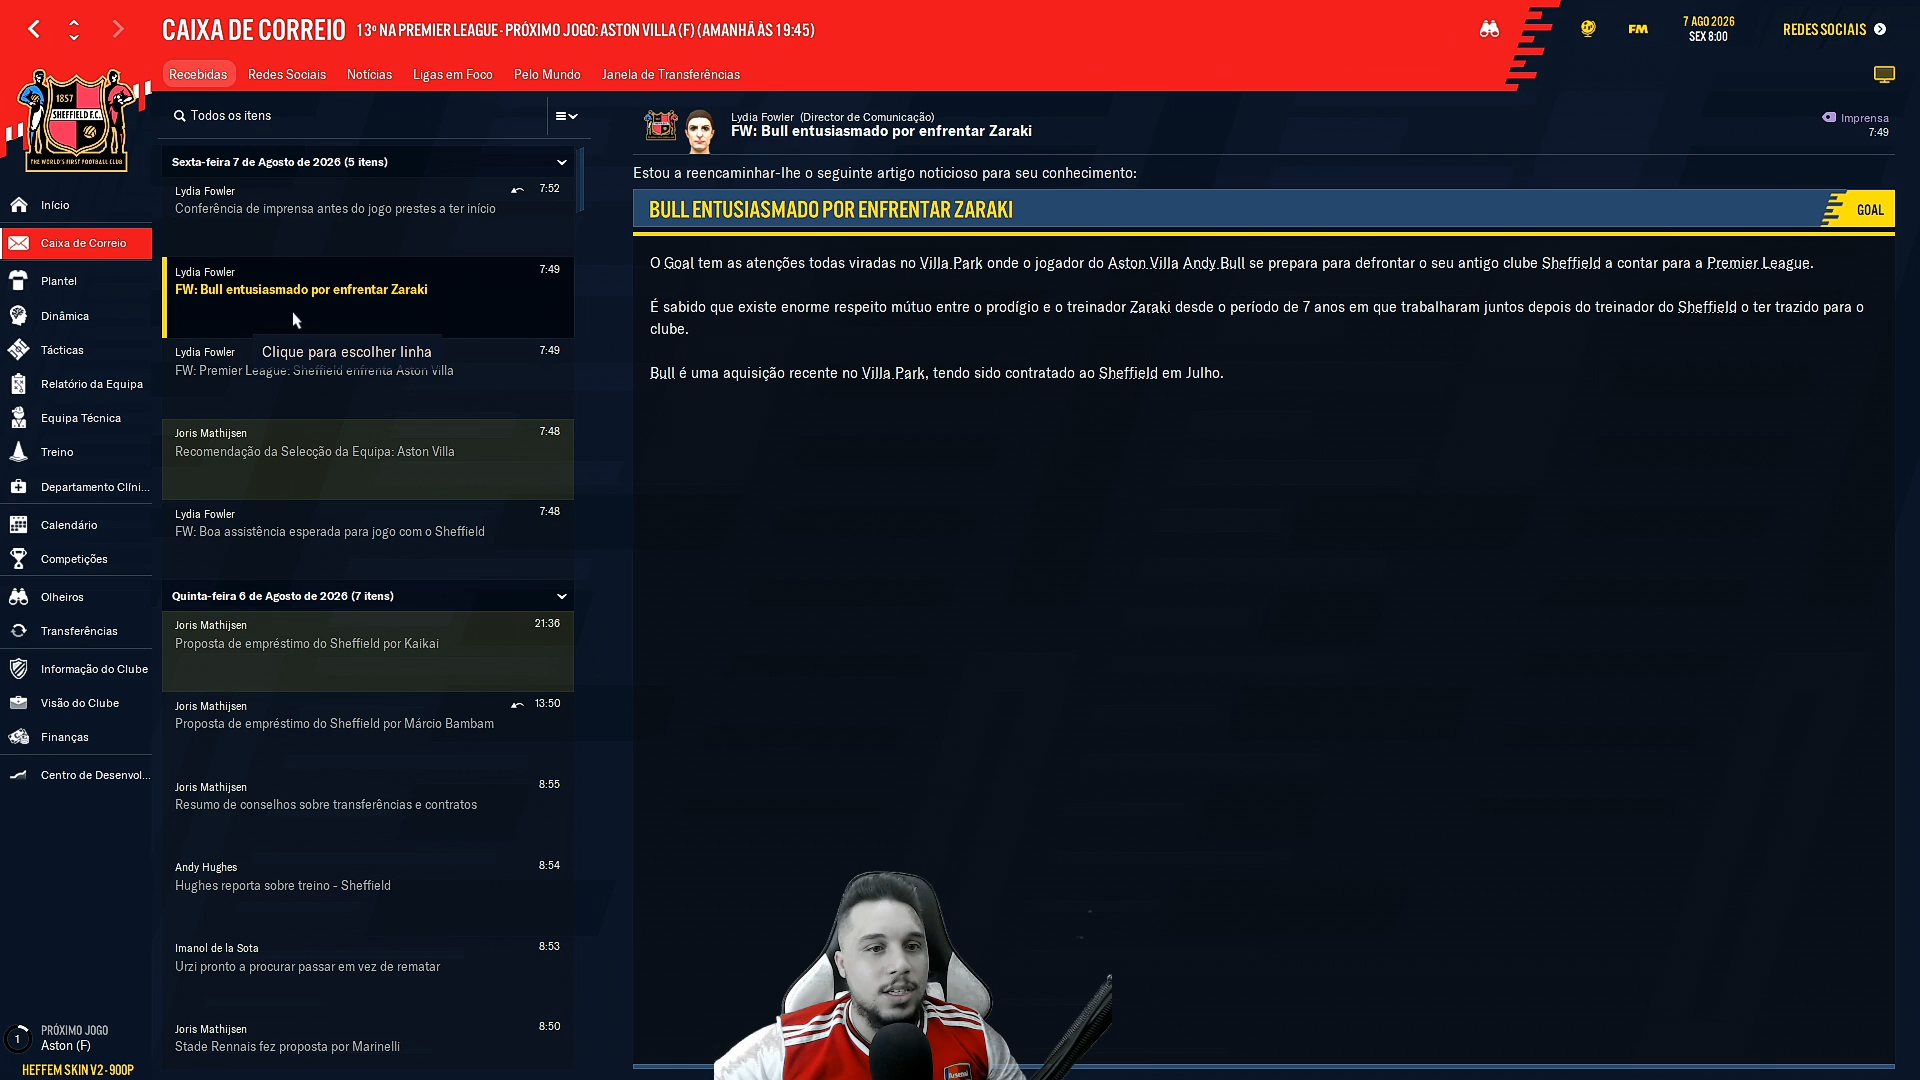 CAIXA DE CORREIO
13º NA PREMIER LEAGUE - PRÓXIMO JOGO: ASTON VILLA (F) (AMANHÃ ÀS 19:45)
FM
7 AGO 2026
SEX 8:00
REDES SOCIAIS
Recebidas
Redes Sociais
Notícias
Ligas em Foco
Pelo Mundo
Janela de Transferências
1857
SHEFFIELD F.C.
THE WORLD'S FIRST FOOTBALL CLUB
Início
Caixa de Correio
Plantel
Dinâmica
Tácticas
Relatório da Equipa
Equipa Técnica
Treino
Departamento Clíni...
Calendário
Competições
Olheiros
Transferências
Informação do Clube
Visão do Clube
Finanças
Centro de Desenvol...
1
PRÓXIMO JOGO
Aston (F)
HEFFEM SKIN V2 - 900P
Todos os itens
Sexta-feira 7 de Agosto de 2026 (5 itens)
Lydia Fowler 7:52
Conferência de imprensa antes do jogo prestes a ter início
Lydia Fowler 7:49
FW: Bull entusiasmado por enfrentar Zaraki
Clique para escolher linha
Lydia Fowler 7:49
FW: Premier League: Sheffield enfrenta Aston Villa
Joris Mathijsen 7:48
Recomendação da Selecção da Equipa: Aston Villa
Lydia Fowler 7:48
FW: Boa assistência esperada para jogo com o Sheffield
Quinta-feira 6 de Agosto de 2026 (7 itens)
Joris Mathijsen 21:36
Proposta de empréstimo do Sheffield por Kaikai
Joris Mathijsen 13:50
Proposta de empréstimo do Sheffield por Márcio Bambam
Joris Mathijsen 8:55
Resumo de conselhos sobre transferências e contratos
Andy Hughes 8:54
Hughes reporta sobre treino - Sheffield
Imanol de la Sota 8:53
Urzi pronto a procurar passar em vez de rematar
Joris Mathijsen 8:50
Stade Rennais fez proposta por Marinelli
Lydia Fowler (Director de Comunicação)
FW: Bull entusiasmado por enfrentar Zaraki
Imprensa
7:49
Estou a reencaminhar-lhe o seguinte artigo noticioso para seu conhecimento:
BULL ENTUSIASMADO POR ENFRENTAR ZARAKI
GOAL
O Goal tem as atenções todas viradas no Villa Park onde o jogador do Aston Villa Andy Bull se prepara para defrontar o seu antigo clube Sheffield a contar para a Premier League.
É sabido que existe enorme respeito mútuo entre o prodígio e o treinador Zaraki desde o período de 7 anos em que trabalharam juntos depois do treinador do Sheffield o ter trazido para o
clube.
Bull é uma aquisição recente no Villa Park, tendo sido contratado ao Sheffield em Julho.
Arsenal